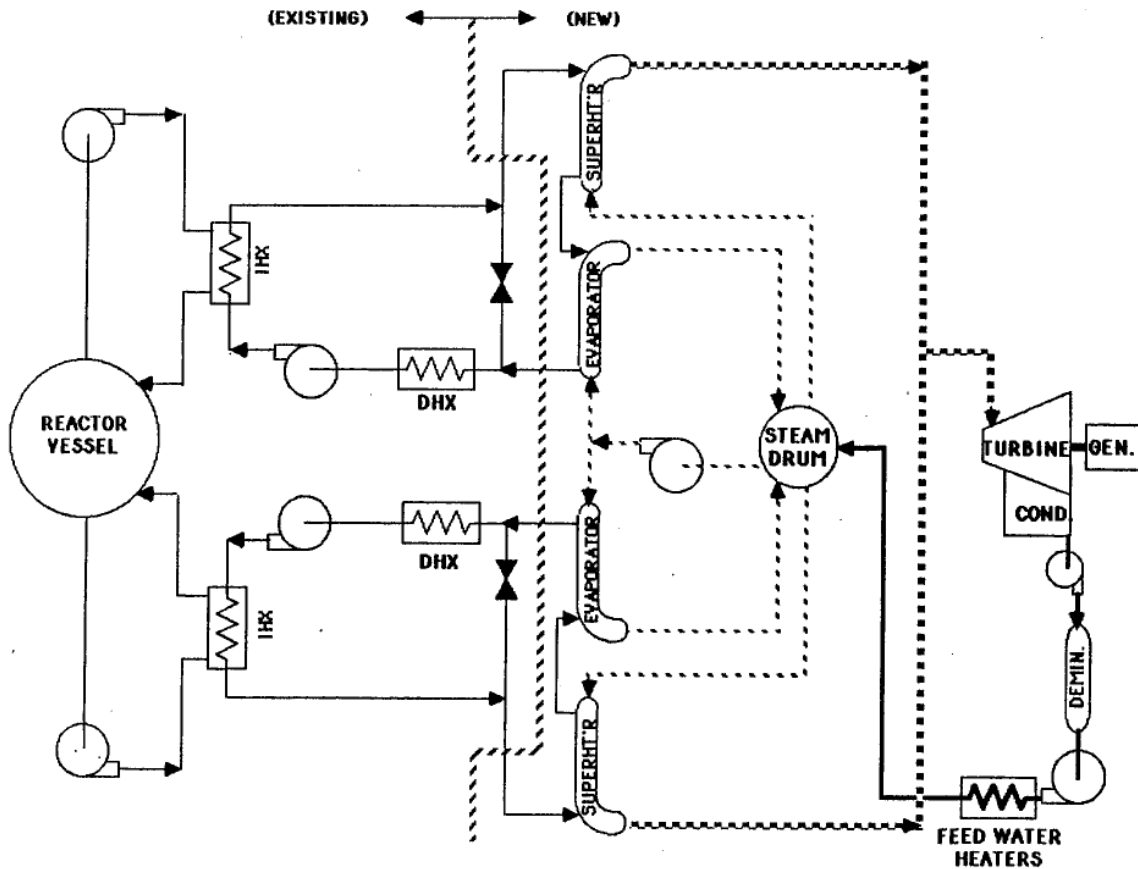 (EXISTING)
(NEW)
SUPERHT'R
IHX
EVAPORATOR
DHX
REACTOR
VESSEL
STEAM
DRUM
TURBINE
GEN.
COND.
DHX
EVAPORATOR
IHX
DEMIN.
SUPERHT'R
FEED WATER
HEATERS